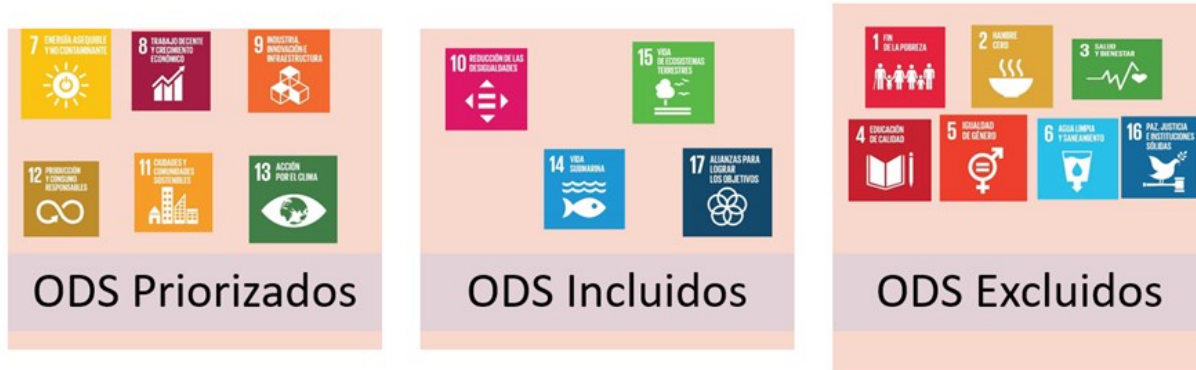 7 ENERGÍA ASEQUIBLE
Y NO CONTAMINANTE
8 TRABAJO DECENTE
Y CRECIMIENTO
ECONÓMICO
9 INDUSTRIA,
INNOVACIÓN E
INFRAESTRUCTURA
12 PRODUCCIÓN
Y CONSUMO
RESPONSABLES
11 CIUDADES Y
COMUNIDADES
SOSTENIBLES
13 ACCIÓN
POR EL CLIMA
ODS Priorizados
10 REDUCCIÓN DE LAS
DESIGUALDADES
15 VIDA
DE ECOSISTEMAS
TERRESTRES
14 VIDA
SUBMARINA
17 ALIANZAS PARA
LOGRAR
LOS OBJETIVOS
ODS Incluidos
1 FIN
DE LA POBREZA
2 HAMBRE
CERO
3 SALUD
Y BIENESTAR
4 EDUCACIÓN
DE CALIDAD
5 IGUALDAD
DE GÉNERO
6 AGUA LIMPIA
Y SANEAMIENTO
16 PAZ, JUSTICIA
E INSTITUCIONES
SÓLIDAS
ODS Excluidos